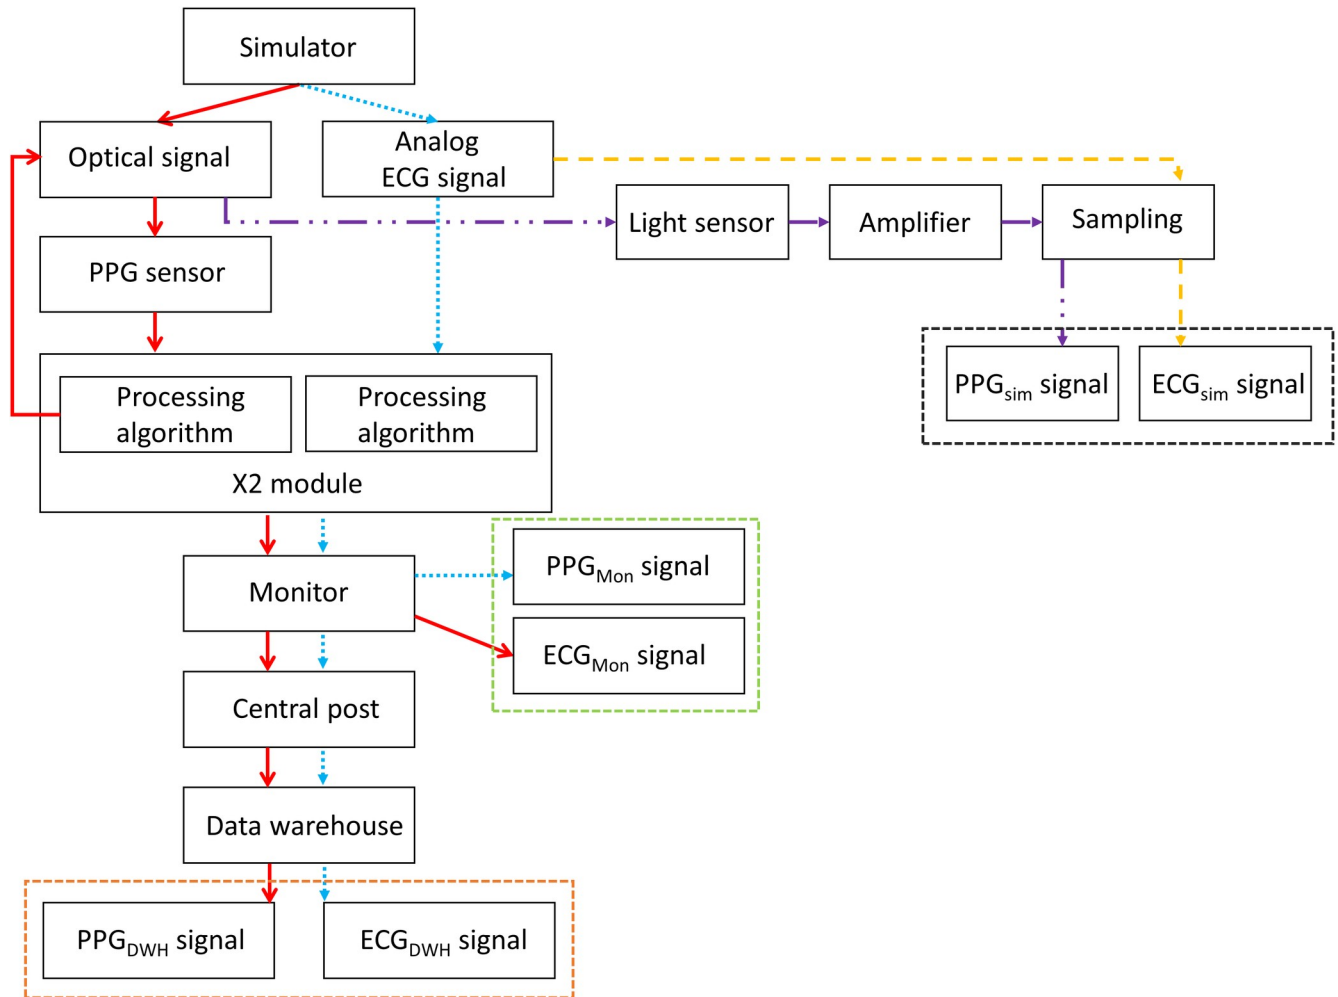 Simulator
Optical signal
Analog
ECG signal
Light sensor
Amplifier
Sampling
PPG sensor
PPGsim signal
ECGsim signal
Processing
algorithm
Processing
algorithm
X2 module
PPGMon signal
Monitor
ECGMon signal
Central post
Data warehouse
PPGDWH signal
ECGDWH signal